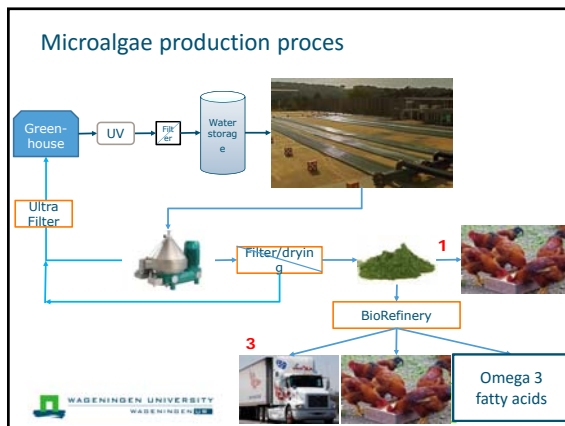 Microalgae production proces
Green-
house
UV
Filt
er
Water
storag
e
Ultra
Filter
Filter/dryin
g
1
BioRefinery
3
Omega 3
fatty acids
WAGENINGEN UNIVERSITY
WAGENINGEN UR